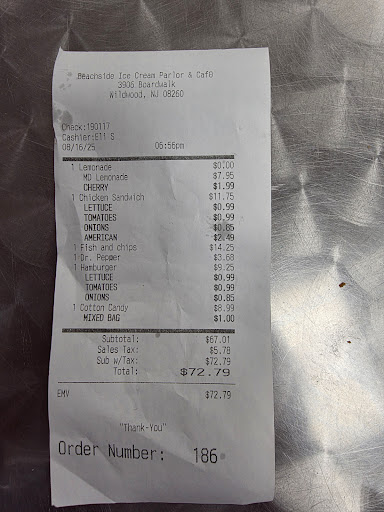 Beachside Ice Cream Parlor & Café
3906 Boardwalk
Wildwood, NJ 08260
Check:190117
Cashier:Ell S
08/16/25 05:56pm
1 Lemonade $0.00
MD Lemonade $7.95
CHERRY $1.99
1 Chicken Sandwich $11.75
LETTUCE $0.99
TOMATOES $0.99
ONIONS $0.85
AMERICAN $2.49
1 Fish and chips $14.25
1 Dr. Pepper $3.68
1 Hamburger $9.25
LETTUCE $0.99
TOMATOES $0.99
ONIONS $0.85
1 Cotton Candy $8.99
MIXED BAG $1.00
Subtotal: $67.01
Sales Tax: $5.78
Sub w/Tax: $72.79
Total: $72.79
EMV $72.79
"Thank-You"
Order Number: 186